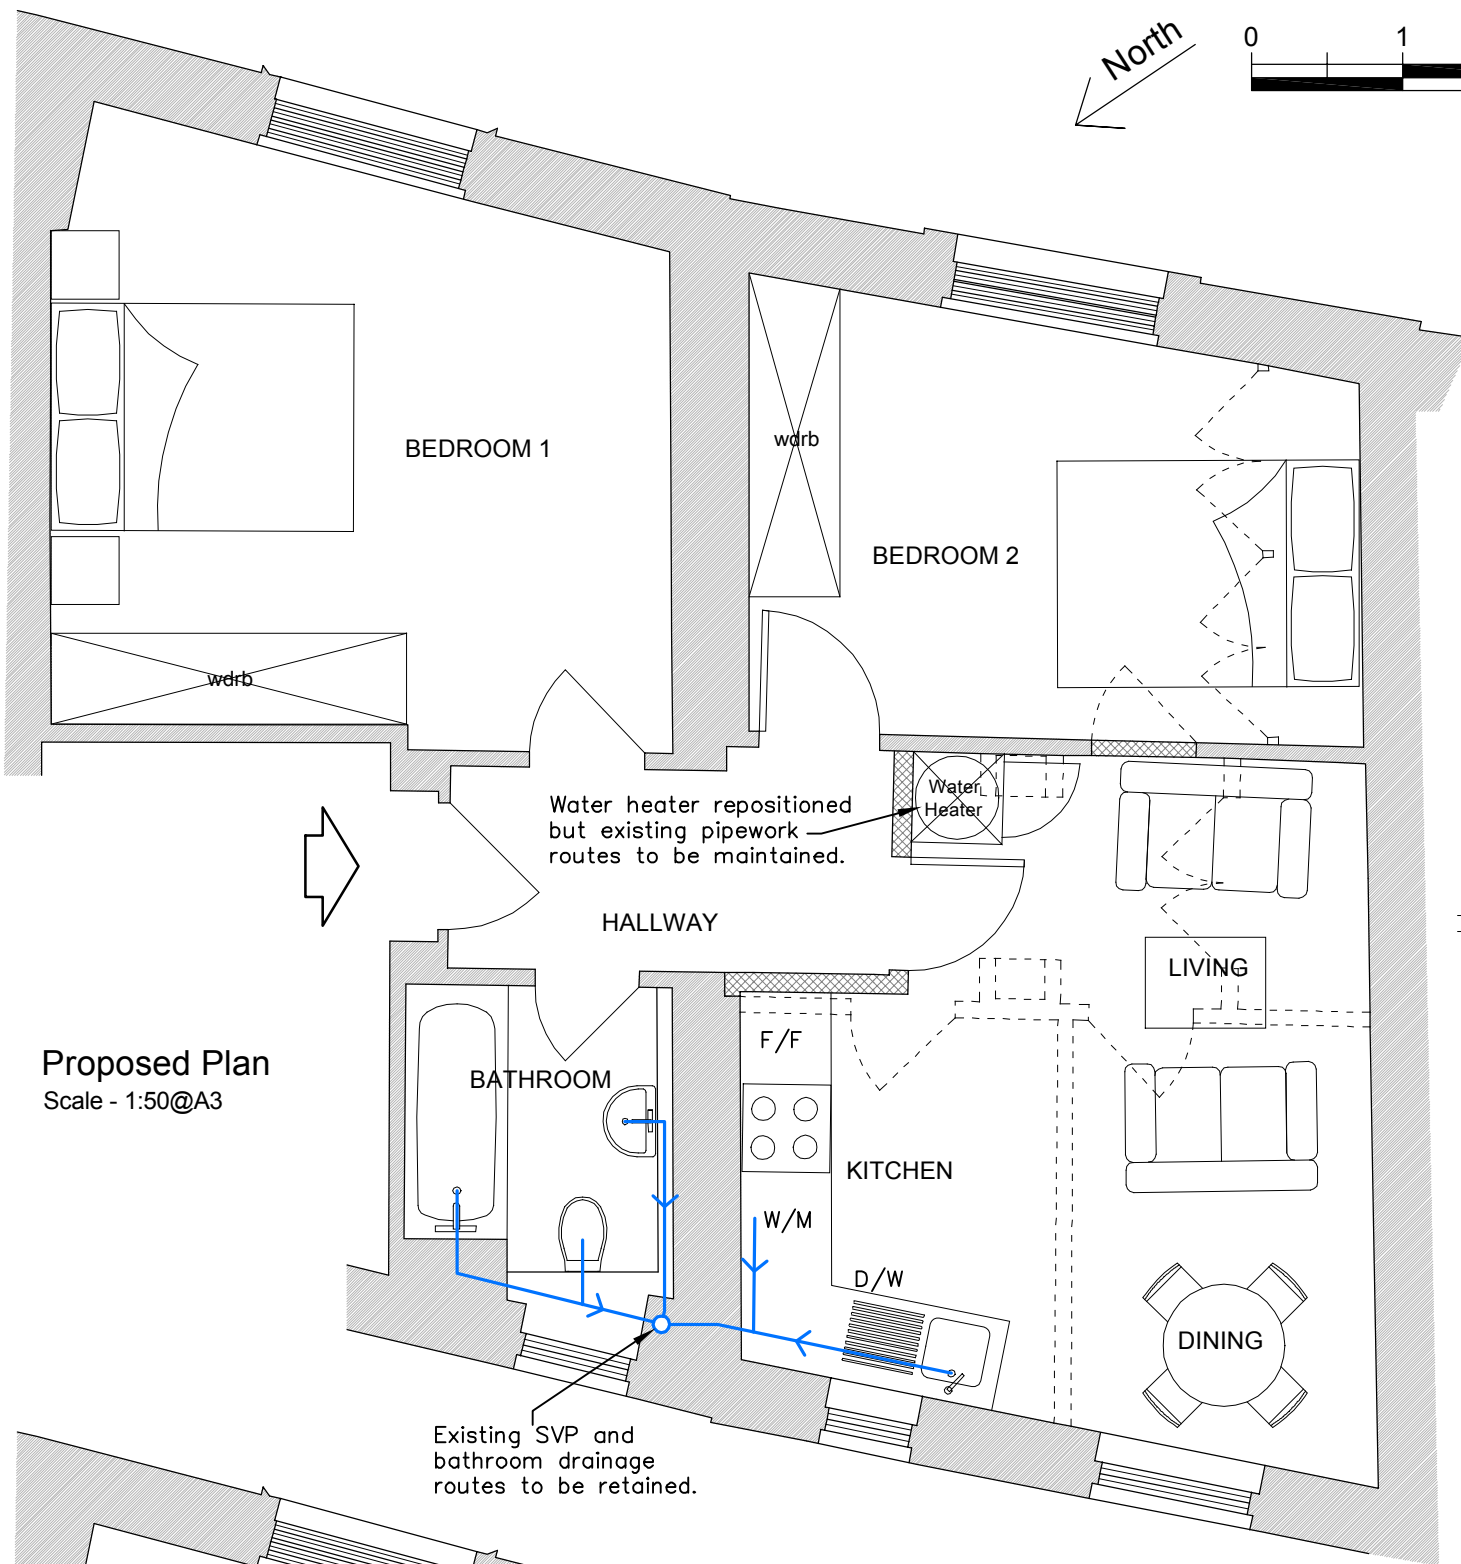 North
0 1
BEDROOM 1
wdrb
BEDROOM 2
wdrb
Water heater repositioned
but existing pipework
routes to be maintained.
Water
Heater
HALLWAY
LIVING
Proposed Plan
Scale - 1:50@A3
BATHROOM
F/F
KITCHEN
W/M
D/W
DINING
Existing SVP and
bathroom drainage
routes to be retained.